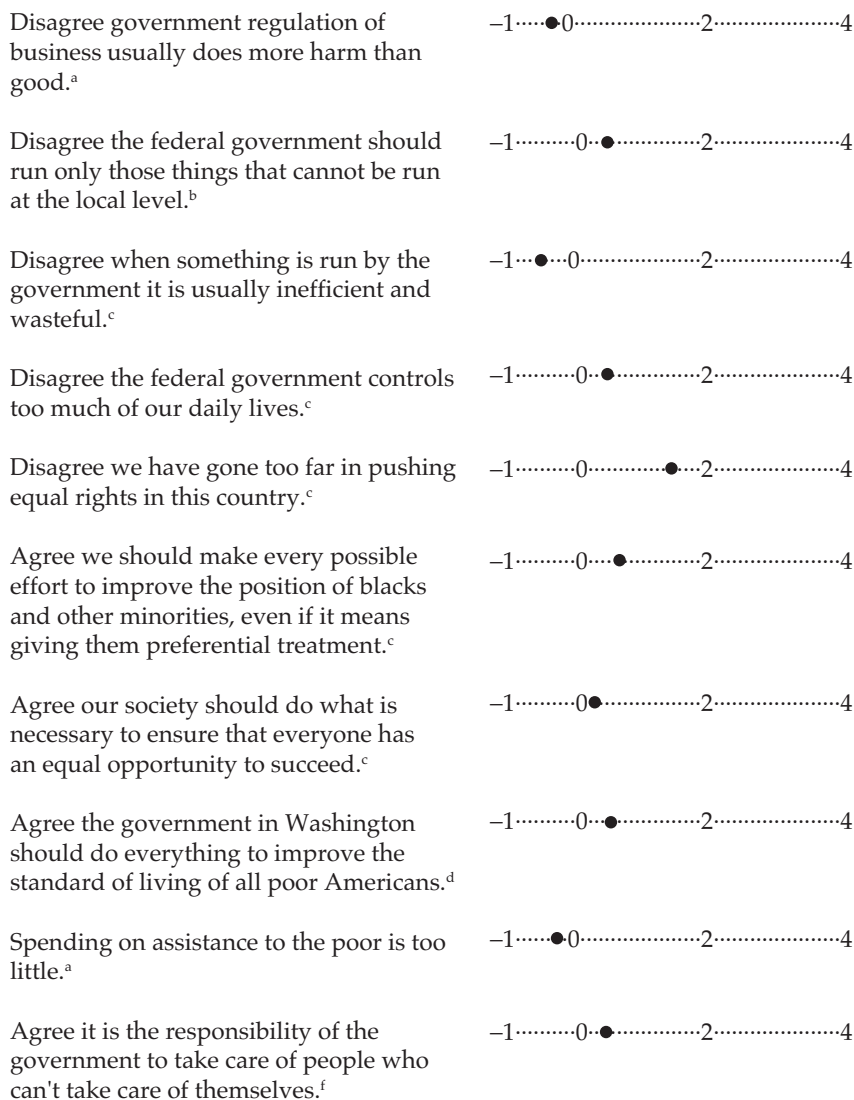 Disagree government regulation of –1······●·0·················2····················4
business usually does more harm than
good.ᵃ
Disagree the federal government should –1··········0··●···············2····················4
run only those things that cannot be run
at the local level.ᵇ
Disagree when something is run by the –1···●···0····················2····················4
government it is usually inefficient and
wasteful.ᶜ
Disagree the federal government controls –1··········0··●···············2····················4
too much of our daily lives.ᶜ
Disagree we have gone too far in pushing –1··········0·············●····2····················4
equal rights in this country.ᶜ
Agree we should make every possible –1··········0····●··············2····················4
effort to improve the position of blacks
and other minorities, even if it means
giving them preferential treatment.ᶜ
Agree our society should do what is –1··········0●·················2····················4
necessary to ensure that everyone has
an equal opportunity to succeed.ᶜ
Agree the government in Washington –1··········0···●···············2····················4
should do everything to improve the
standard of living of all poor Americans.ᵈ
Spending on assistance to the poor is too –1······●·0····················2····················4
little.ᵃ
Agree it is the responsibility of the –1··········0··●···············2····················4
government to take care of people who
can't take care of themselves.ᶠ